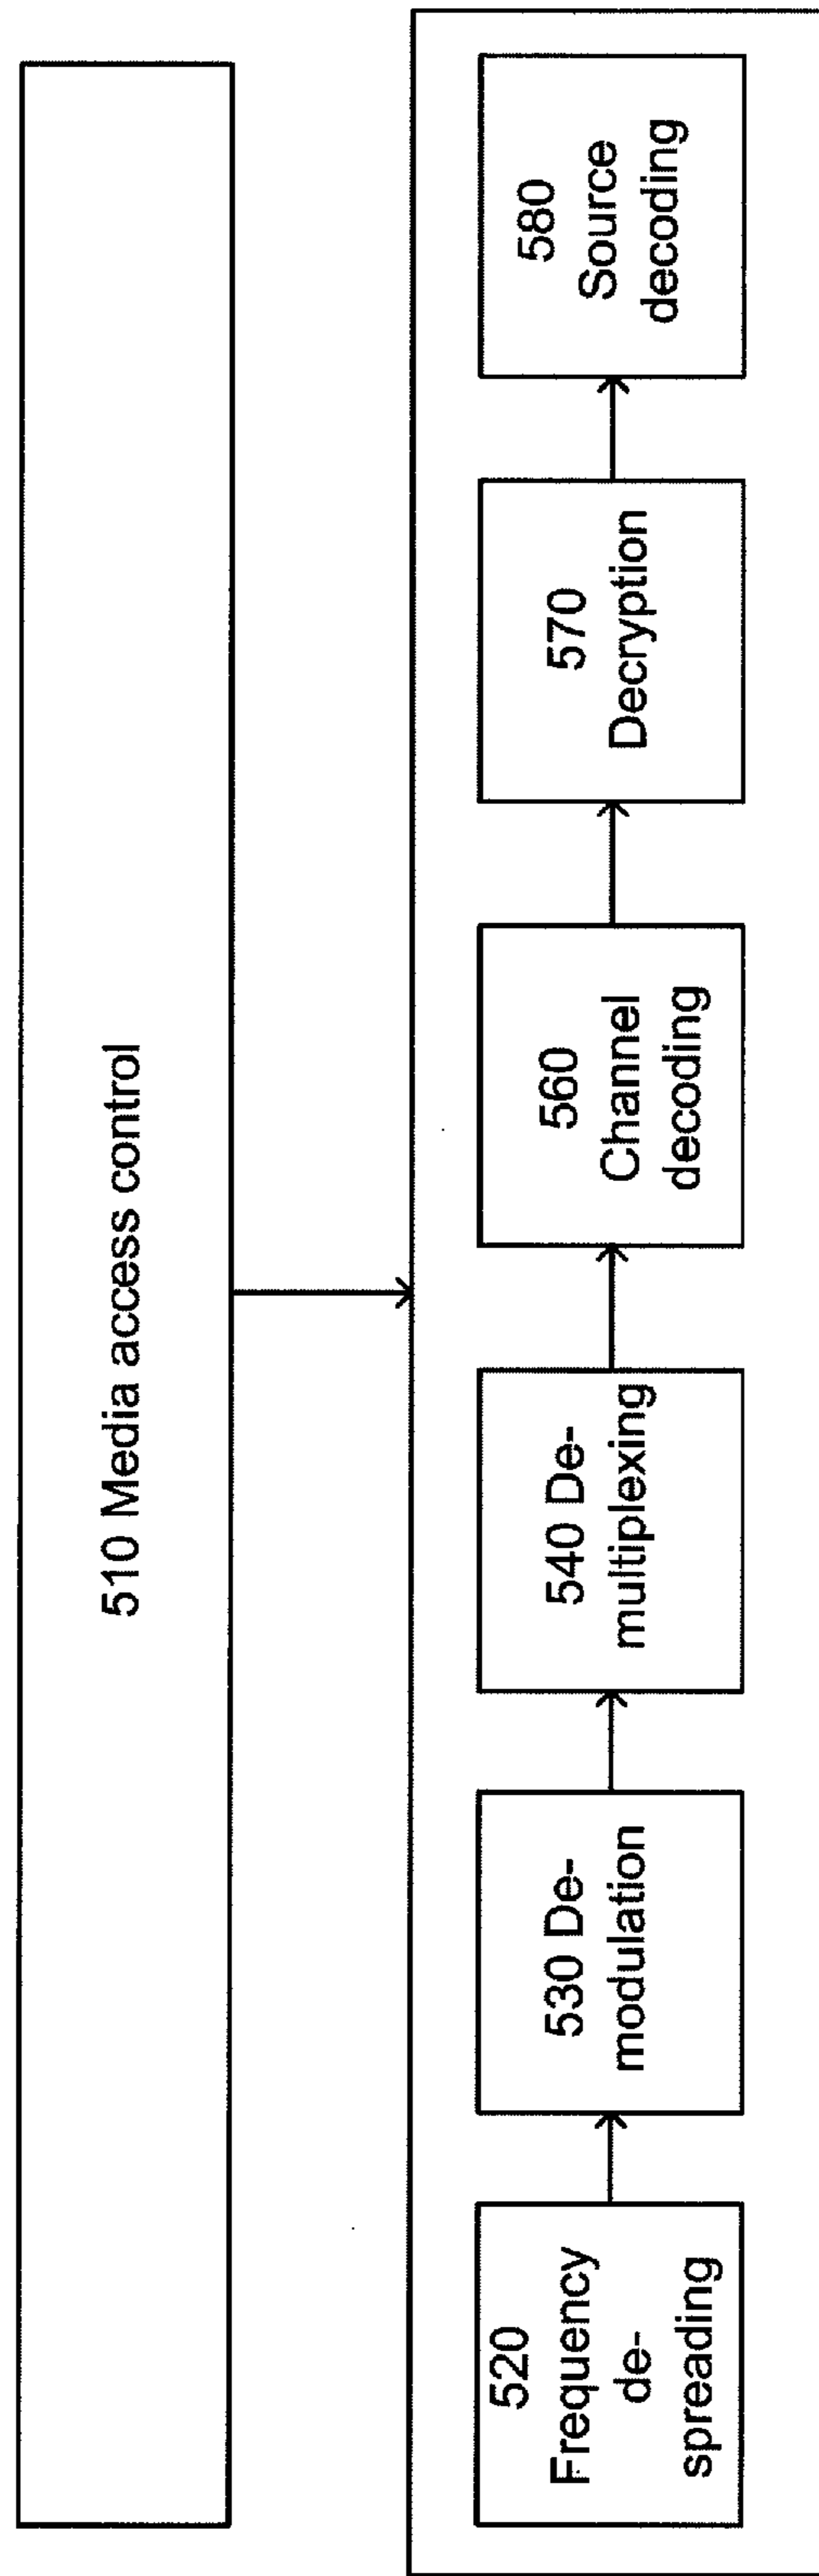 510 Media access control
520
Frequency
de-
spreading
530 De-
modulation
540 De-
multiplexing
560
Channel
decoding
570
Decryption
580
Source
decoding